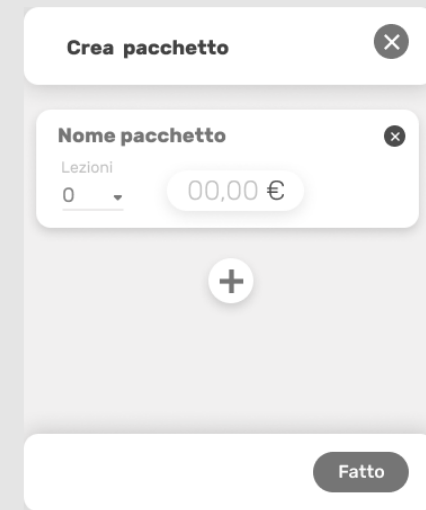 Crea pacchetto
Nome pacchetto
Lezioni
0
00,00 €
Fatto